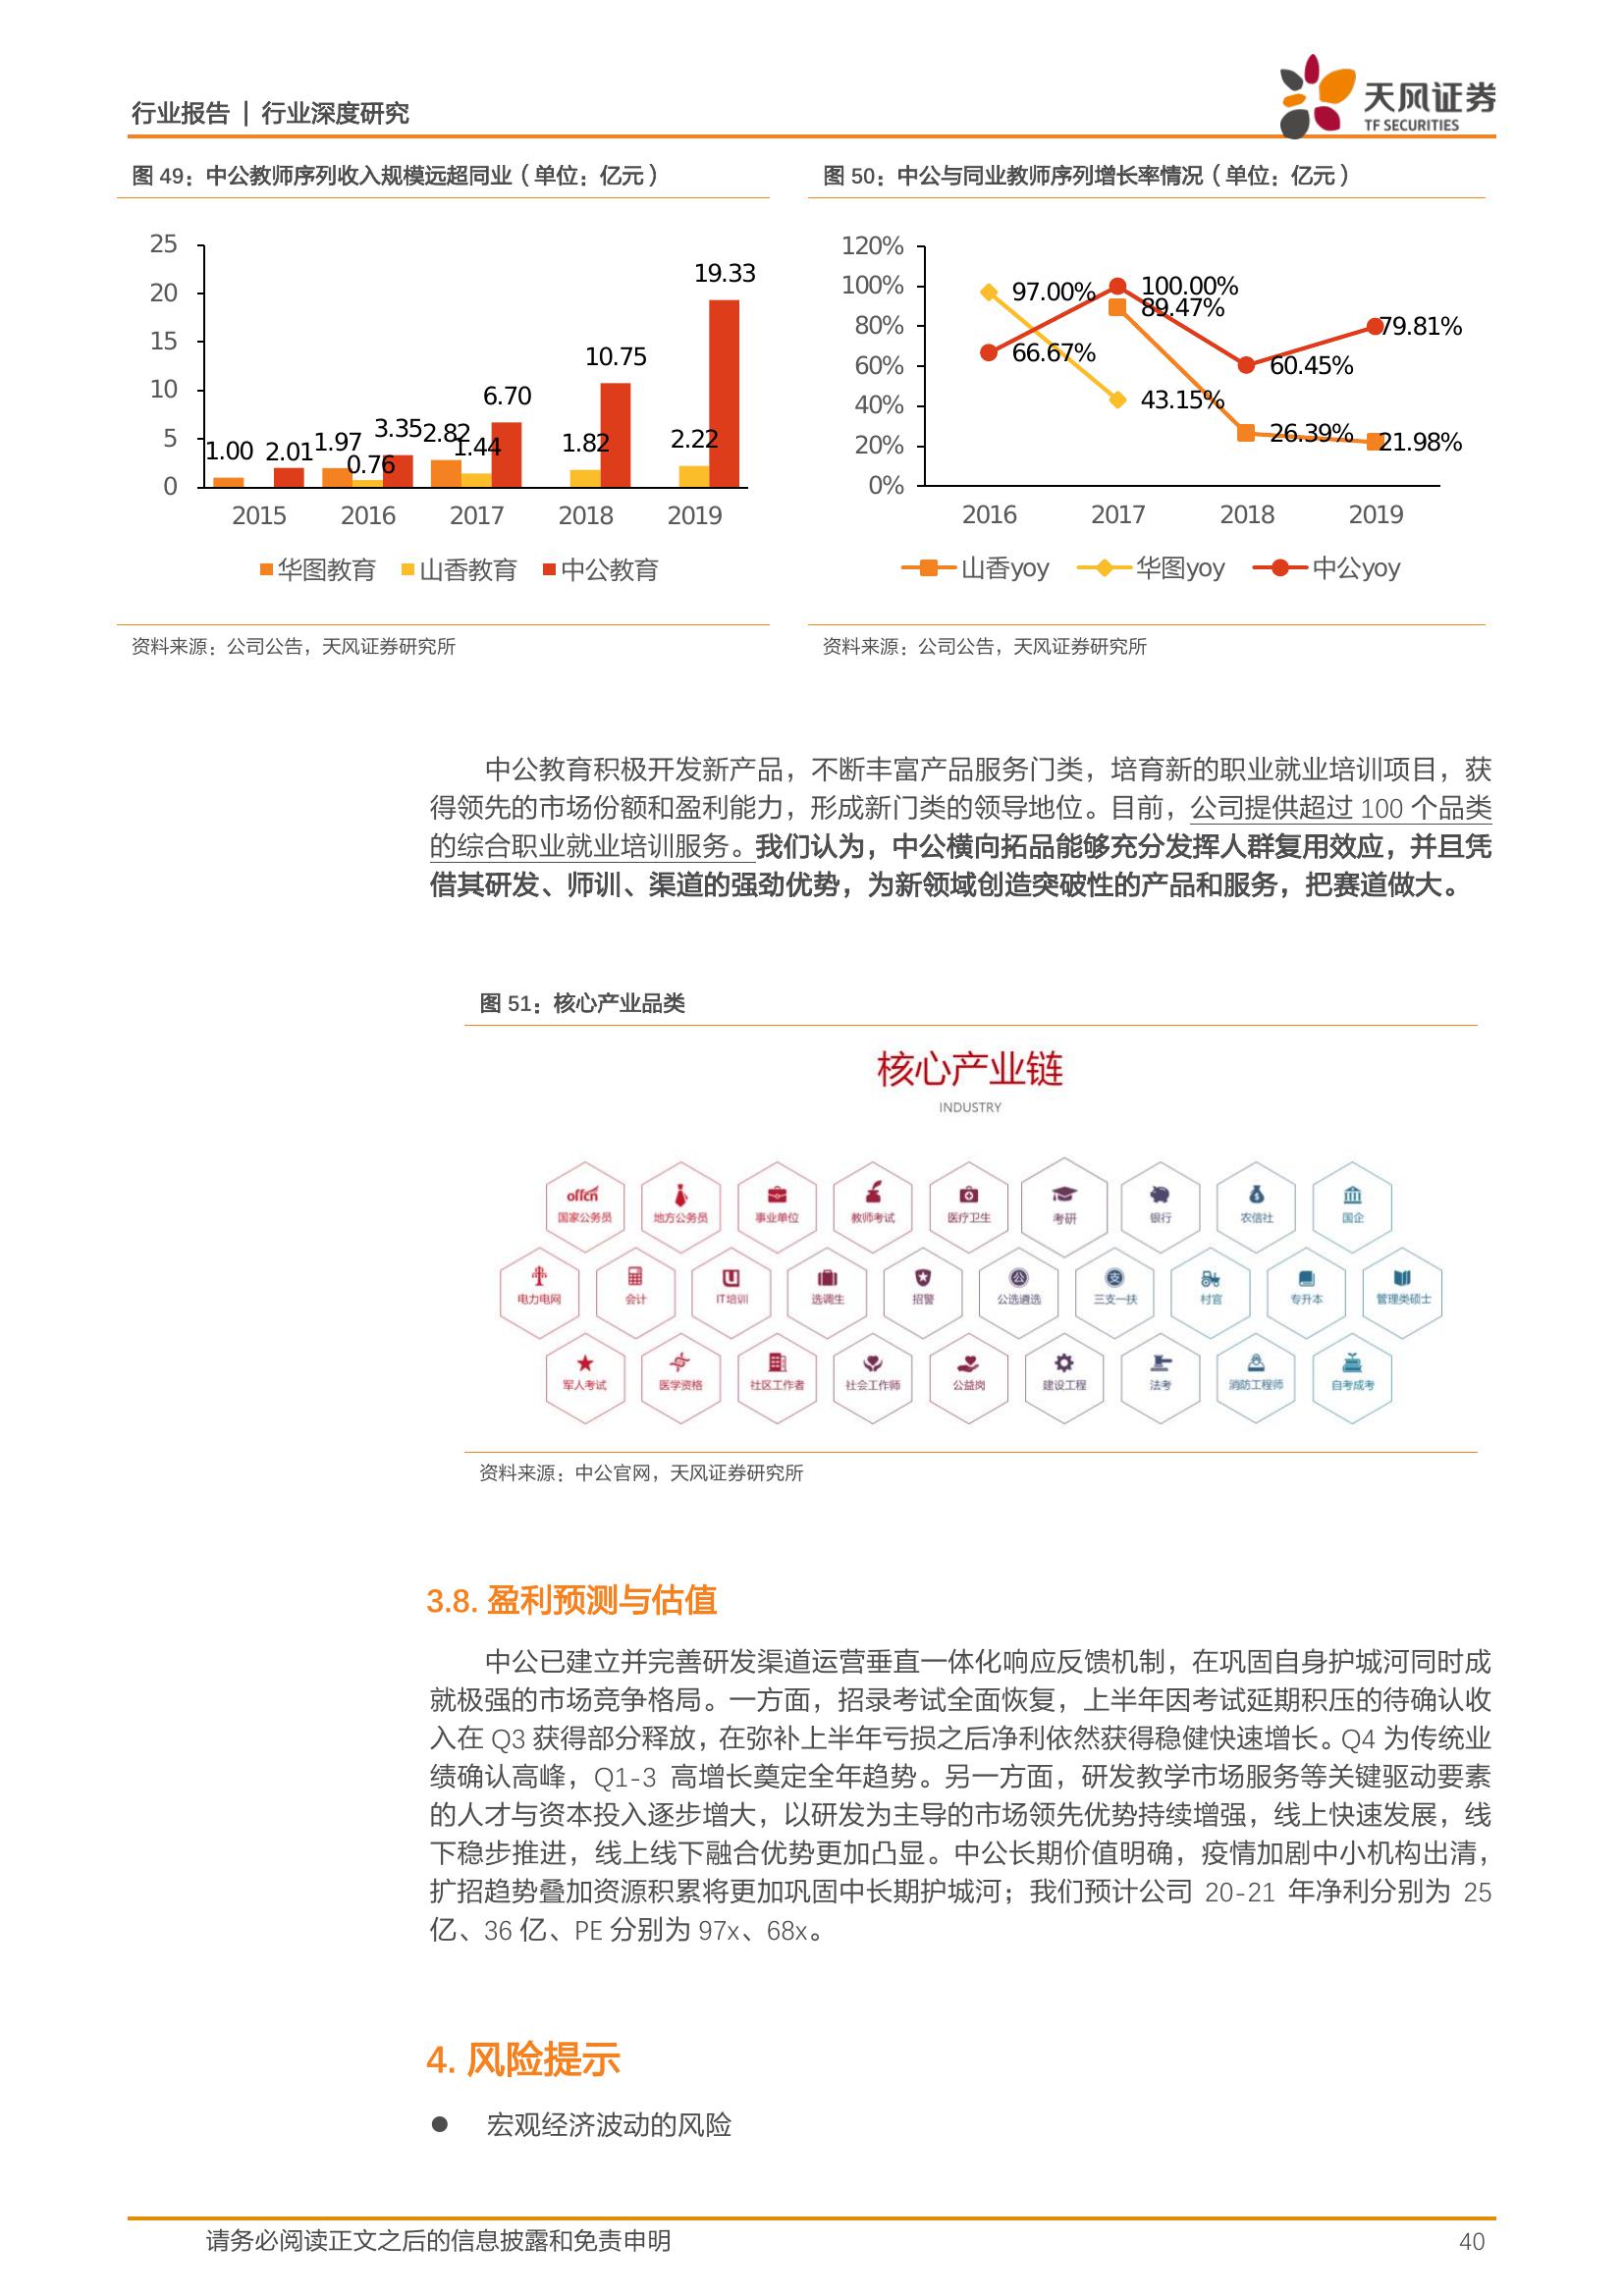 行业报告 | 行业深度研究
天风证券
TF SECURITIES
图 49：中公教师序列收入规模远超同业（单位：亿元）
25
20
15
10
5
0
1.00
2.01
1.97
0.76
3.35
2.82
1.44
6.70
1.82
10.75
2.22
19.33
2015 2016 2017 2018 2019
华图教育 山香教育 中公教育
资料来源：公司公告，天风证券研究所
图 50：中公与同业教师序列增长率情况（单位：亿元）
120%
100%
80%
60%
40%
20%
0%
97.00%
66.67%
100.00%
89.47%
43.15%
60.45%
26.39%
79.81%
21.98%
2016 2017 2018 2019
山香yoy 华图yoy 中公yoy
资料来源：公司公告，天风证券研究所
中公教育积极开发新产品，不断丰富产品服务门类，培育新的职业就业培训项目，获
得领先的市场份额和盈利能力，形成新门类的领导地位。目前，公司提供超过 100 个品类
的综合职业就业培训服务。我们认为，中公横向拓品能够充分发挥人群复用效应，并且凭
借其研发、师训、渠道的强劲优势，为新领域创造突破性的产品和服务，把赛道做大。
图 51：核心产业品类
核心产业链
INDUSTRY
offcn
国家公务员 地方公务员 事业单位 教师考试 医疗卫生 考研 银行 农信社 国企
公 支
电力电网 会计 IT培训 选调生 招警 公选遴选 三支一扶 村官 专升本 管理类硕士
军人考试 医学资格 社区工作者 社会工作师 公益岗 建设工程 法考 消防工程师 自考成考
资料来源：中公官网，天风证券研究所
3.8. 盈利预测与估值
中公已建立并完善研发渠道运营垂直一体化响应反馈机制，在巩固自身护城河同时成
就极强的市场竞争格局。一方面，招录考试全面恢复，上半年因考试延期积压的待确认收
入在 Q3 获得部分释放，在弥补上半年亏损之后净利依然获得稳健快速增长。Q4 为传统业
绩确认高峰，Q1-3 高增长奠定全年趋势。另一方面，研发教学市场服务等关键驱动要素
的人才与资本投入逐步增大，以研发为主导的市场领先优势持续增强，线上快速发展，线
下稳步推进，线上线下融合优势更加凸显。中公长期价值明确，疫情加剧中小机构出清，
扩招趋势叠加资源积累将更加巩固中长期护城河；我们预计公司 20-21 年净利分别为 25
亿、36 亿、PE 分别为 97x、68x。
4. 风险提示
● 宏观经济波动的风险
请务必阅读正文之后的信息披露和免责申明
40